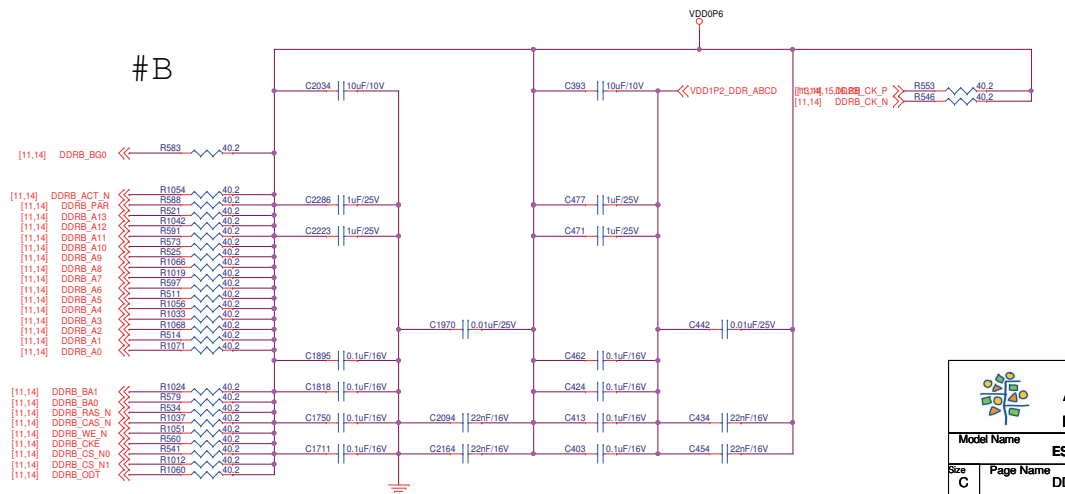 VDD0P6
#B
C2034 10uF/10V
C393 10uF/10V
VDD1P2_DDR_ABCD
DDRB_CK_P R553 40.2
[11,14] DDRB_CK_N R546 40.2
[11,14] DDRB_BG0 R583 40.2
[11,14] DDRB_ACT_N R1054 40.2
[11,14] DDRB_PAR R588 40.2
[11,14] DDRB_A13 R521 40.2
[11,14] DDRB_A12 R1042 40.2
[11,14] DDRB_A11 R591 40.2
[11,14] DDRB_A10 R573 40.2
[11,14] DDRB_A9 R525 40.2
[11,14] DDRB_A8 R1066 40.2
[11,14] DDRB_A7 R1019 40.2
[11,14] DDRB_A6 R597 40.2
[11,14] DDRB_A5 R511 40.2
[11,14] DDRB_A4 R1056 40.2
[11,14] DDRB_A3 R1033 40.2
[11,14] DDRB_A2 R1068 40.2
[11,14] DDRB_A1 R514 40.2
[11,14] DDRB_A0 R1071 40.2
C2286 1uF/25V
C477 1uF/25V
C2223 1uF/25V
C471 1uF/25V
C1970 0.01uF/25V
C442 0.01uF/25V
C1895 0.1uF/16V
C462 0.1uF/16V
C1818 0.1uF/16V
C424 0.1uF/16V
C1750 0.1uF/16V
C2094 22nF/16V
C413 0.1uF/16V
C434 22nF/16V
C1711 0.1uF/16V
C2164 22nF/16V
C403 0.1uF/16V
C454 22nF/16V
[11,14] DDRB_BA1 R1024 40.2
[11,14] DDRB_BA0 R579 40.2
[11,14] DDRB_RAS_N R534 40.2
[11,14] DDRB_CAS_N R1037 40.2
[11,14] DDRB_WE_N R1051 40.2
[11,14] DDRB_CKE R560 40.2
[11,14] DDRB_CS_N0 R541 40.2
[11,14] DDRB_CS_N1 R1012 40.2
[11,14] DDRB_ODT R1060 40.2
Model Name
ES
Size
C
Page Name
DD